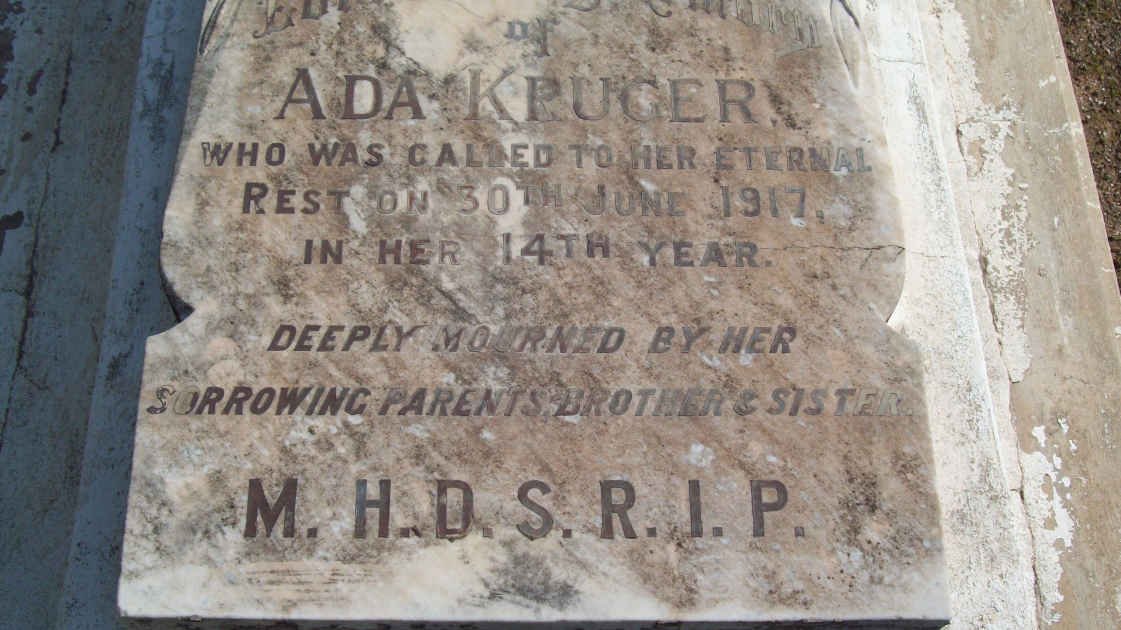 of
ADA KRUGER,
WHO WAS CALLED TO HER ETERNAL
REST ON 30TH JUNE 1917,
IN HER 14TH YEAR.
DEEPLY MOURNED BY HER
SORROWING PARENTS, BROTHER & SISTER.
M. H. D. S. R. I. P.